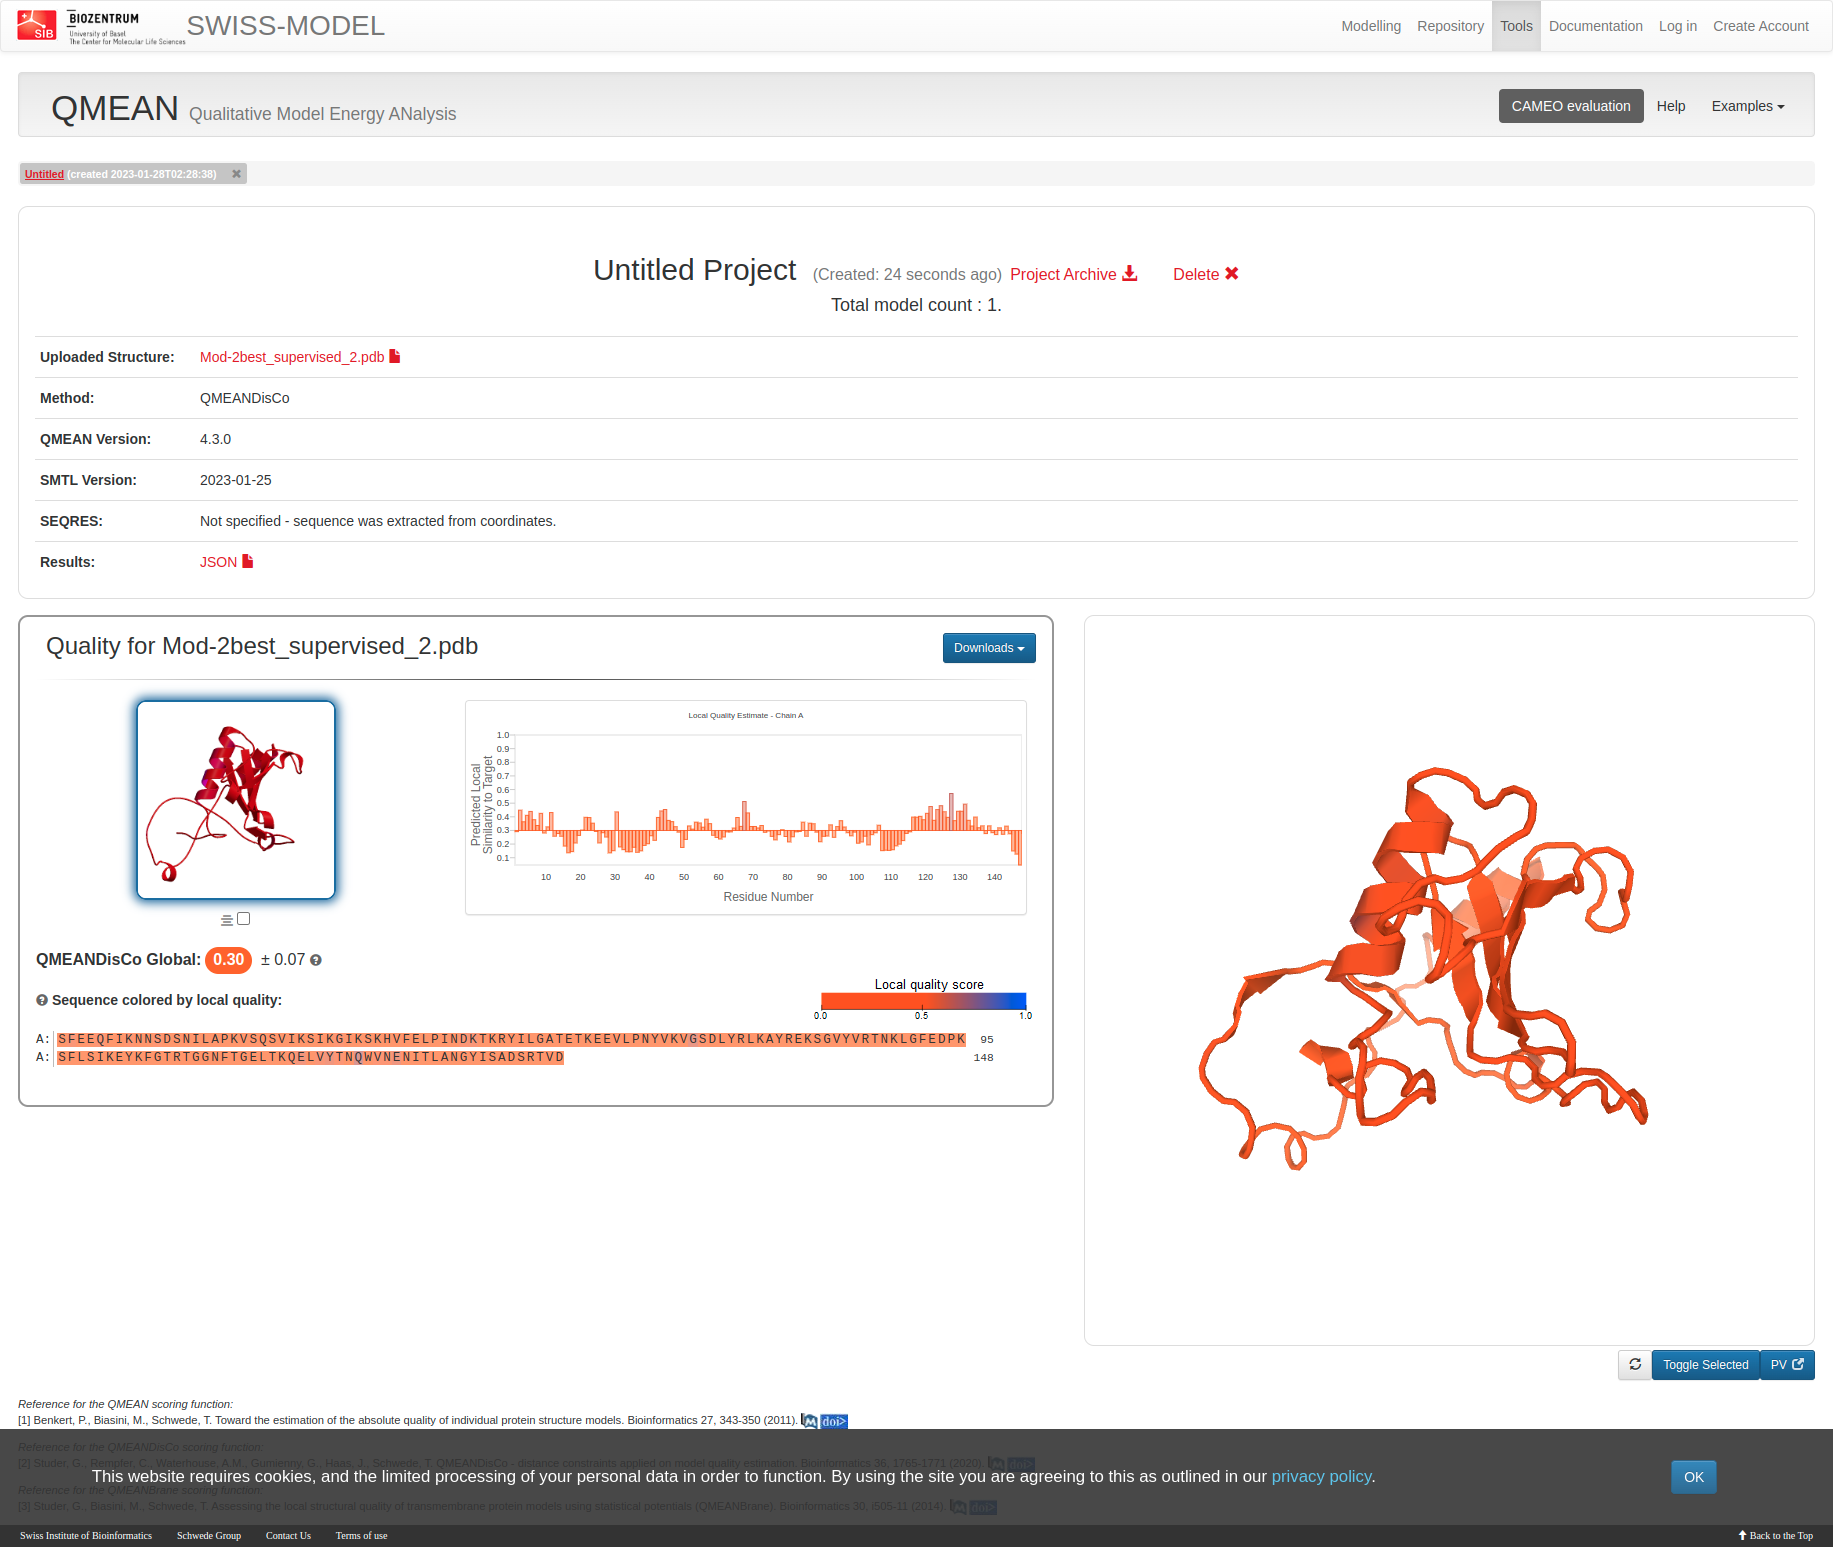 SIB
BIOZENTRUM
University of Basel
The Center for Molecular Life Sciences
SWISS-MODEL
Modelling Repository Tools Documentation Log in Create Account
QMEAN Qualitative Model Energy ANalysis
CAMEO evaluation Help Examples
Untitled (created 2023-01-28T02:28:38)
Untitled Project (Created: 24 seconds ago) Project Archive Delete
Total model count : 1.
Uploaded Structure: Mod-2best_supervised_2.pdb
Method: QMEANDisCo
QMEAN Version: 4.3.0
SMTL Version: 2023-01-25
SEQRES: Not specified - sequence was extracted from coordinates.
Results: JSON
Quality for Mod-2best_supervised_2.pdb
Downloads
Local Quality Estimate - Chain A
Predicted Local
Similarity to Target
1.0
0.9
0.8
0.7
0.6
0.5
0.4
0.3
0.2
0.1
10 20 30 40 50 60 70 80 90 100 110 120 130 140
Residue Number
QMEANDisCo Global: 0.30 ± 0.07
Sequence colored by local quality:
Local quality score
0.0 0.5 1.0
A: SFEEQFIKNNSDSNILAPKVSQSVIKSIKGIKSKHVFELPINDKTKRYILGATETKEEVLPNYVKVGSDLYRLKAYREKSGVYVRTNKLGFEDPK 95
A: SFLSIKEYKFGTRTGGNFTGELTKQELVYTNQWVNENITLANGYISADSRTVD 148
Toggle Selected PV
Reference for the QMEAN scoring function:
[1] Benkert, P., Biasini, M., Schwede, T. Toward the estimation of the absolute quality of individual protein structure models. Bioinformatics 27, 343-350 (2011). doi>
Reference for the QMEANDisCo scoring function:
[2] Studer, G., Rempfer, C., Waterhouse, A.M., Gumienny, G., Haas, J., Schwede, T. QMEANDisCo - distance constraints applied on model quality estimation. Bioinformatics 36, 1765-1771 (2020). doi>
This website requires cookies, and the limited processing of your personal data in order to function. By using the site you are agreeing to this as outlined in our privacy policy.
OK
Reference for the QMEANBrane scoring function:
[3] Studer, G., Biasini, M., Schwede, T. Assessing the local structural quality of transmembrane protein models using statistical potentials (QMEANBrane). Bioinformatics 30, i505-11 (2014). doi>
Swiss Institute of Bioinformatics Schwede Group Contact Us Terms of use Back to the Top